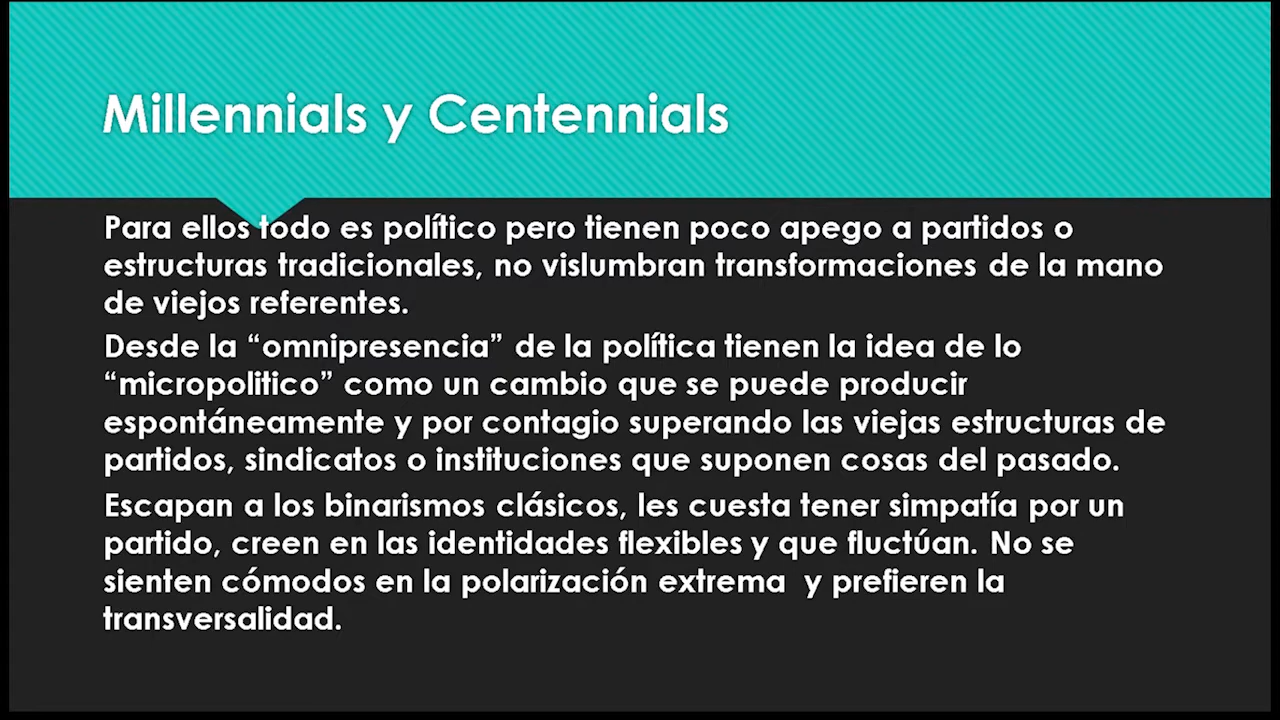 Millennials y Centennials
Para ellos todo es político pero tienen poco apego a partidos o
estructuras tradicionales, no vislumbran transformaciones de la mano
de viejos referentes.
Desde la “omnipresencia” de la política tienen la idea de lo
“micropolitico” como un cambio que se puede producir
espontáneamente y por contagio superando las viejas estructuras de
partidos, sindicatos o instituciones que suponen cosas del pasado.
Escapan a los binarismos clásicos, les cuesta tener simpatía por un
partido, creen en las identidades flexibles y que fluctúan. No se
sienten cómodos en la polarización extrema  y prefieren la
transversalidad.